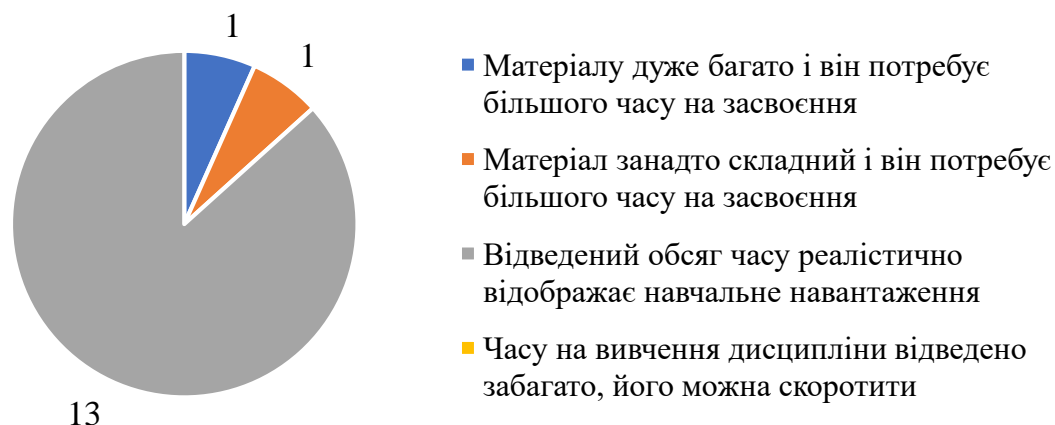 1
1
13
Матеріалу дуже багато і він потребує
більшого часу на засвоєння
Матеріал занадто складний і він потребує
більшого часу на засвоєння
Відведений обсяг часу реалістично
відображає навчальне навантаження
Часу на вивчення дисципліни відведено
забагато, його можна скоротити